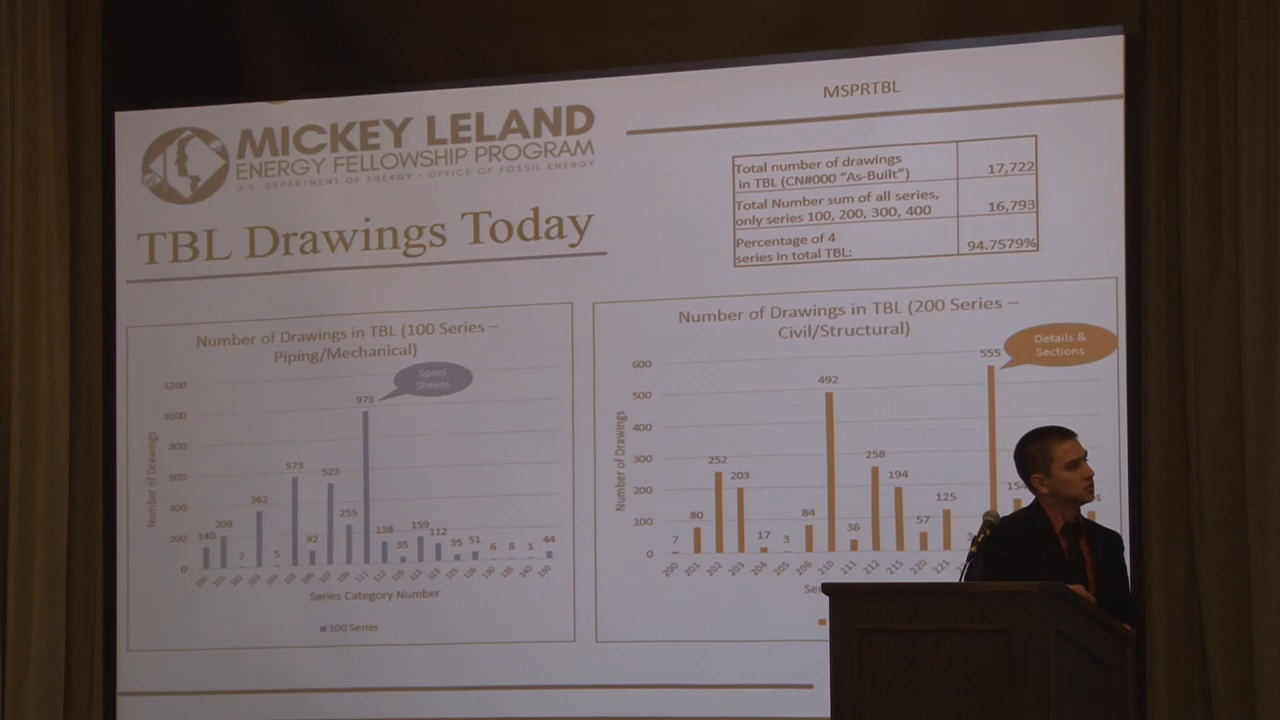 MSPRTBL
MICKEY LELAND
ENERGY FELLOWSHIP PROGRAM
U.S. DEPARTMENT OF ENERGY • OFFICE OF FOSSIL ENERGY
TBL Drawings Today
Total number of drawings
in TBL (CN#000 "As-Built") 17,722
Total Number sum of all series,
only series 100, 200, 300, 400 16,793
Percentage of 4
series in total TBL: 94.7579%
Number of Drawings in TBL (100 Series –
Piping/Mechanical)
Spool
Sheets
1200
1000
800
600
400
200
0
Number of Drawings
140 209 2 362 5 573 92 523 255 973 138 35 159 112 35 51 6 8 1 44
Series Category Number
100 Series
Number of Drawings in TBL (200 Series –
Civil/Structural)
Details &
Sections
600
500
400
300
200
100
0
Number of Drawings
7 80 252 203 17 3 84 492 36 258 194 57 125 555
200 201 202 203 204 205 206 210 211 212 215 220 221